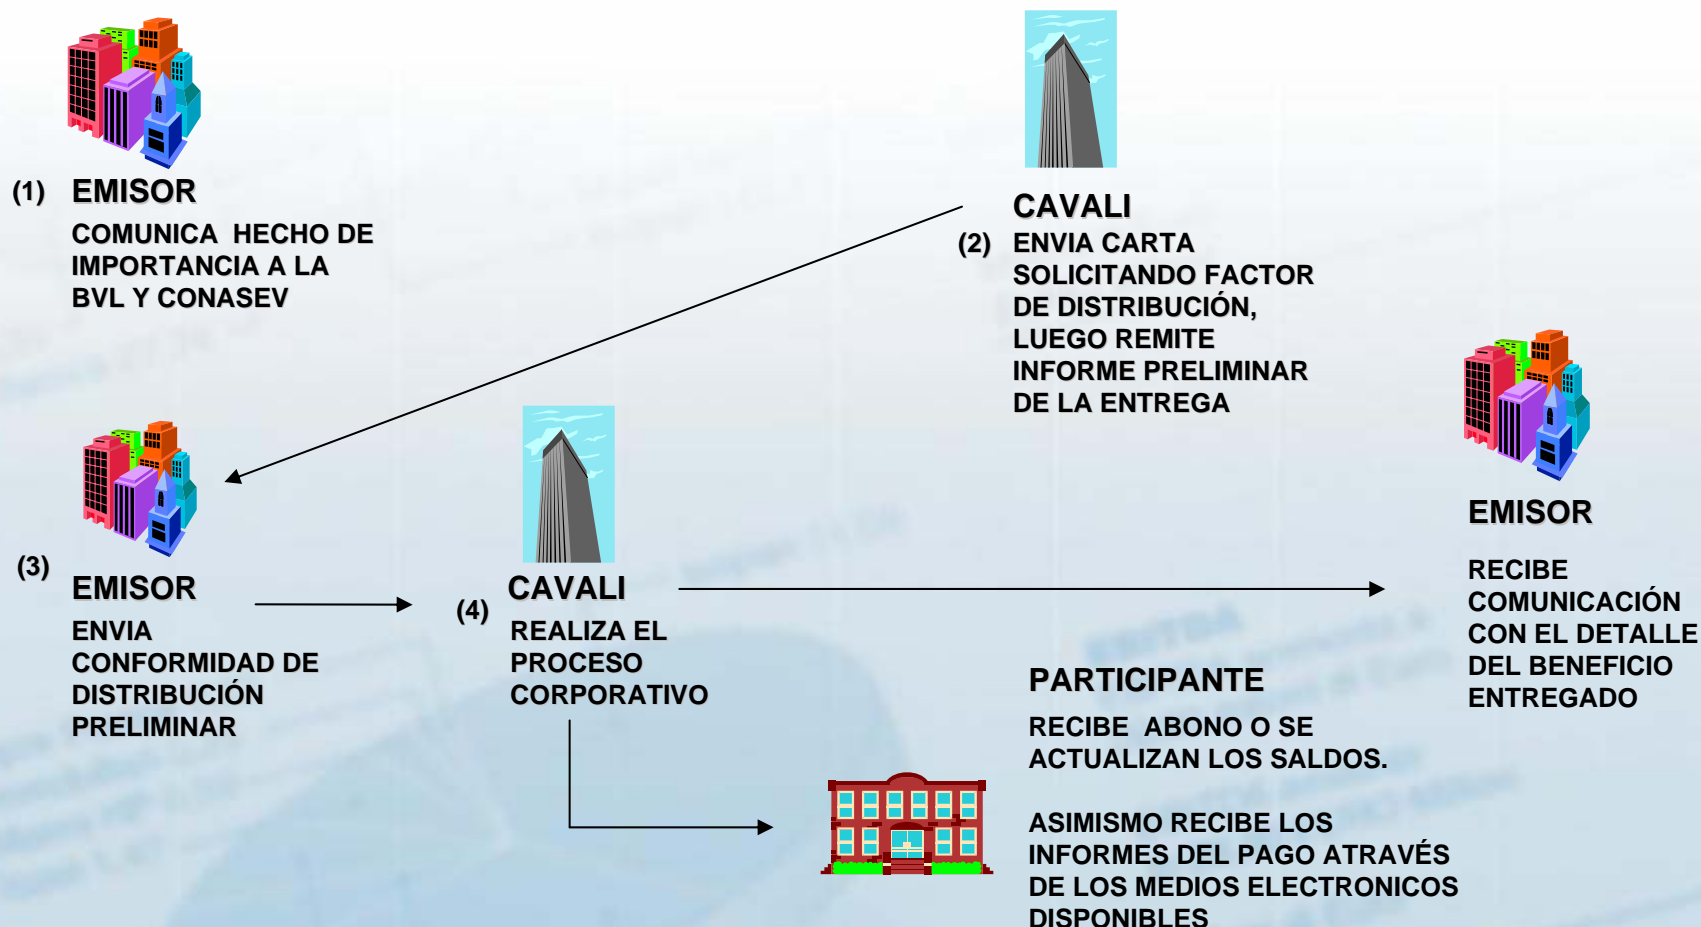 (1) EMISOR
COMUNICA HECHO DE
IMPORTANCIA A LA
BVL Y CONASEV
CAVALI
(2) ENVIA CARTA
SOLICITANDO FACTOR
DE DISTRIBUCIÓN,
LUEGO REMITE
INFORME PRELIMINAR
DE LA ENTREGA
(3)
EMISOR
ENVIA
CONFORMIDAD DE
DISTRIBUCIÓN
PRELIMINAR
CAVALI
(4)
REALIZA EL
PROCESO
CORPORATIVO
EMISOR
RECIBE
COMUNICACIÓN
CON EL DETALLE
DEL BENEFICIO
ENTREGADO
PARTICIPANTE
RECIBE ABONO O SE
ACTUALIZAN LOS SALDOS.
ASIMISMO RECIBE LOS
INFORMES DEL PAGO ATRAVÉS
DE LOS MEDIOS ELECTRONICOS
DISPONIBLES
EBITDA